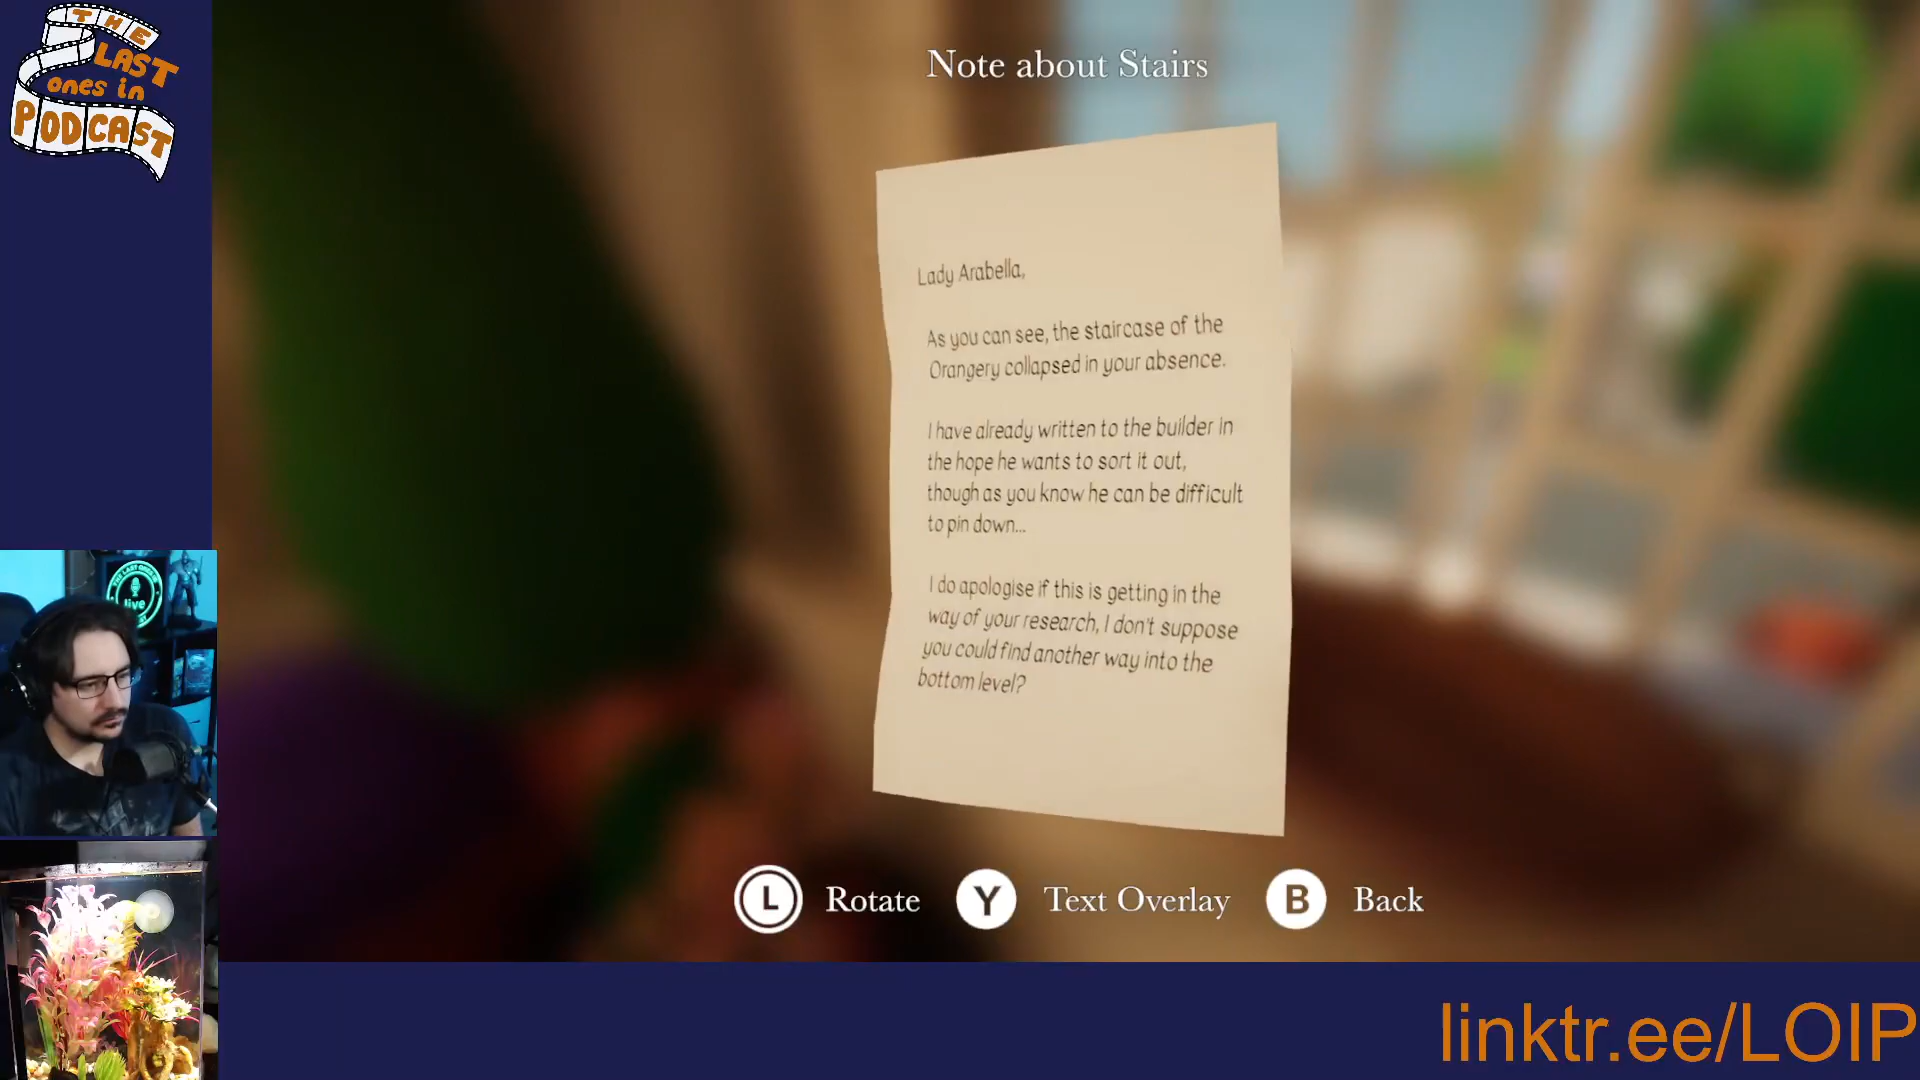 THE
LAST
ones in
PODCAST
Note about Stairs
Lady Arabella,
As you can see, the staircase of the
Orangery collapsed in your absence.
I have already written to the builder in
the hope he wants to sort it out,
though as you know he can be difficult
to pin down...
I do apologise if this is getting in the
way of your research, I don't suppose
you could find another way into the
bottom level?
live
L Rotate Y Text Overlay B Back
linktr.ee/LOIP